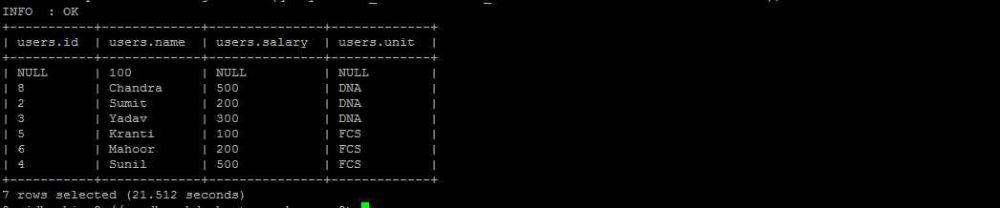 INFO  : OK
+-----------+-------------+---------------+-------------+
| users.id  | users.name  | users.salary  | users.unit  |
+-----------+-------------+---------------+-------------+
| NULL      | 100         | NULL          | NULL        |
| 8         | Chandra     | 500           | DNA         |
| 2         | Sumit       | 200           | DNA         |
| 3         | Yadav       | 300           | DNA         |
| 5         | Kranti      | 100           | FCS         |
| 6         | Mahoor      | 200           | FCS         |
| 4         | Sunil       | 500           | FCS         |
+-----------+-------------+---------------+-------------+
7 rows selected (21.512 seconds)